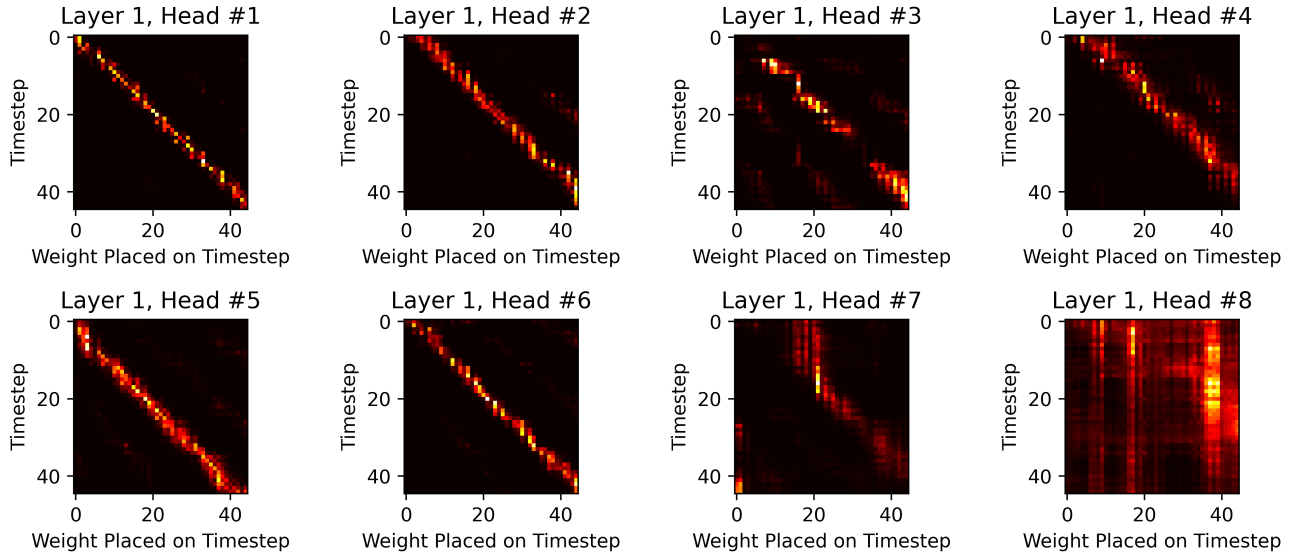 Layer 1, Head #1
Layer 1, Head #2
Layer 1, Head #3
Layer 1, Head #4
0
20
40
Timestep
0
20
40
Weight Placed on Timestep
0
20
40
Timestep
0
20
40
Weight Placed on Timestep
0
20
40
Timestep
0
20
40
Weight Placed on Timestep
0
20
40
Timestep
0
20
40
Weight Placed on Timestep
Layer 1, Head #5
Layer 1, Head #6
Layer 1, Head #7
Layer 1, Head #8
0
20
40
Timestep
0
20
40
Weight Placed on Timestep
0
20
40
Timestep
0
20
40
Weight Placed on Timestep
0
20
40
Timestep
0
20
40
Weight Placed on Timestep
0
20
40
Timestep
0
20
40
Weight Placed on Timestep